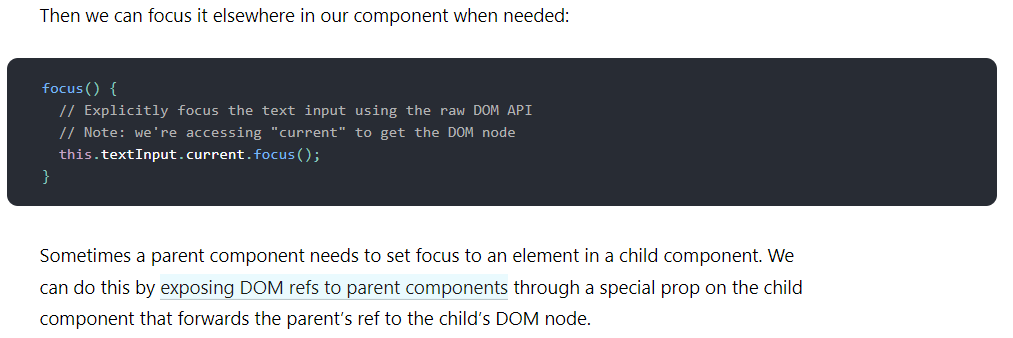 Then we can focus it elsewhere in our component when needed:
focus() {
  // Explicitly focus the text input using the raw DOM API
  // Note: we're accessing "current" to get the DOM node
  this.textInput.current.focus();
}
Sometimes a parent component needs to set focus to an element in a child component. We
can do this by exposing DOM refs to parent components through a special prop on the child
component that forwards the parent’s ref to the child’s DOM node.